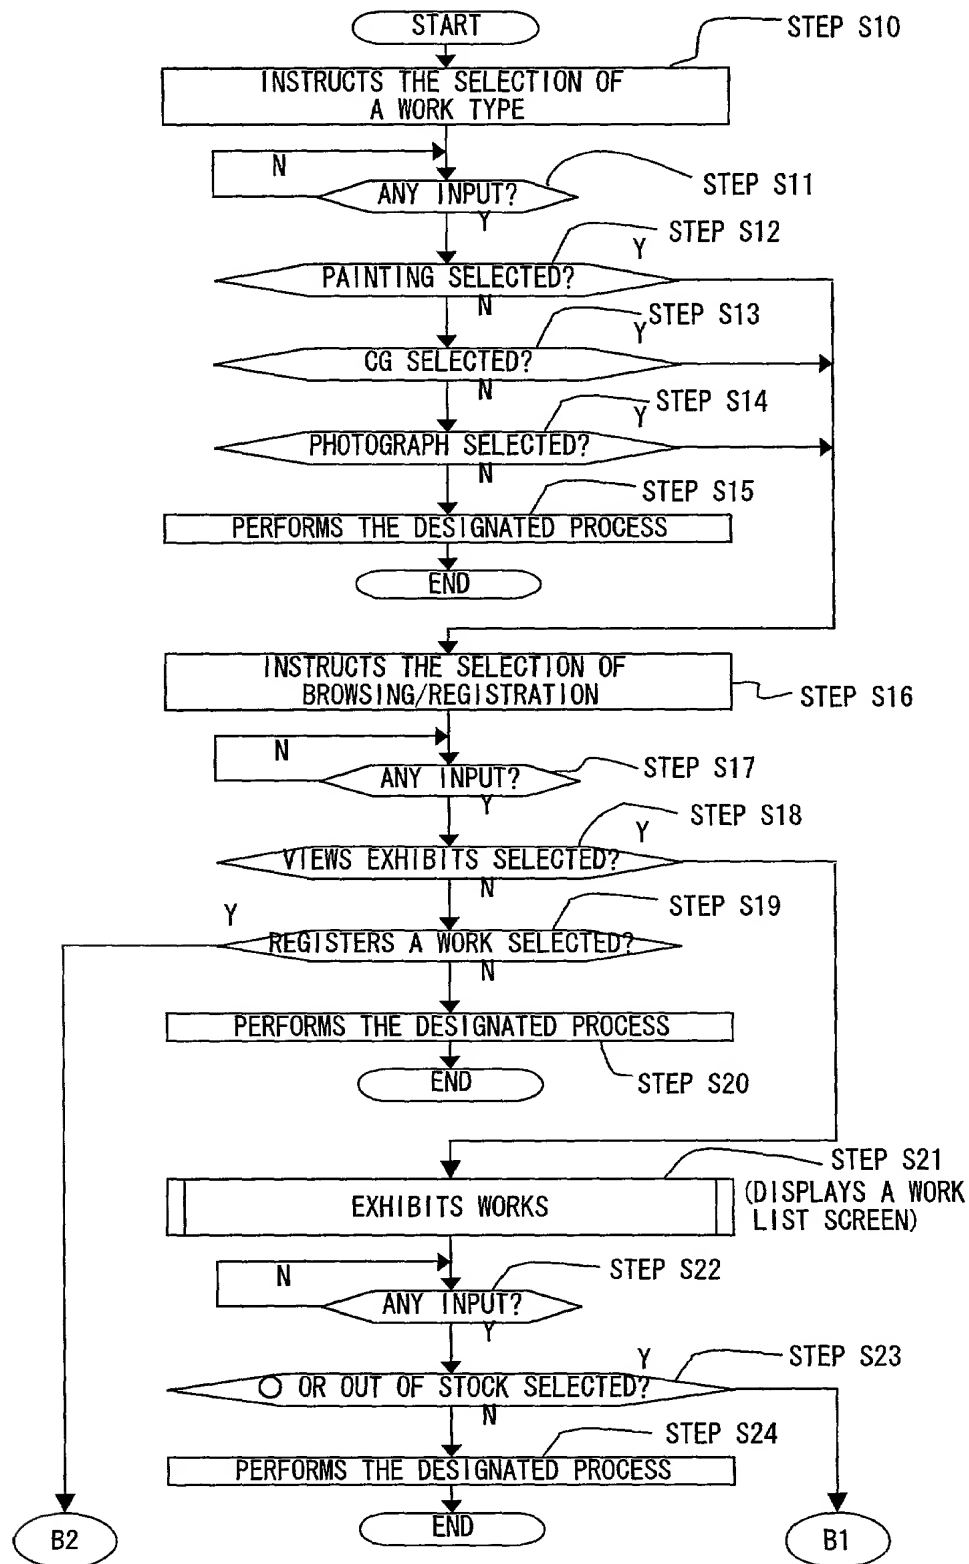 START
STEP S10
INSTRUCTS THE SELECTION OF
A WORK TYPE
N
ANY INPUT?
STEP S11
Y
STEP S12
Y
PAINTING SELECTED?
N
STEP S13
Y
CG SELECTED?
N
STEP S14
Y
PHOTOGRAPH SELECTED?
N
STEP S15
PERFORMS THE DESIGNATED PROCESS
END
INSTRUCTS THE SELECTION OF
BROWSING/REGISTRATION
STEP S16
N
ANY INPUT?
STEP S17
Y
STEP S18
Y
VIEWS EXHIBITS SELECTED?
N
STEP S19
Y
REGISTERS A WORK SELECTED?
N
PERFORMS THE DESIGNATED PROCESS
END
STEP S20
STEP S21
(DISPLAYS A WORK
LIST SCREEN)
EXHIBITS WORKS
N
STEP S22
ANY INPUT?
Y
Y
STEP S23
○ OR OUT OF STOCK SELECTED?
N
STEP S24
PERFORMS THE DESIGNATED PROCESS
END
B2
B1